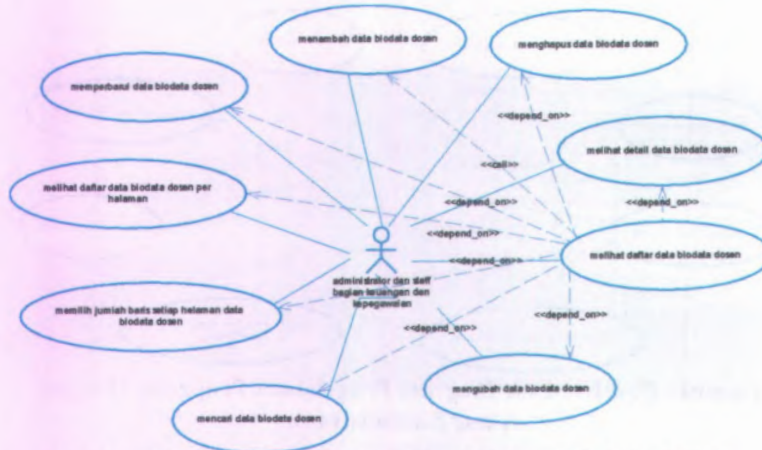 menambah data biodata dosen
menghapus data biodata dosen
memperbarui data biodata dosen
<<depend_on>>
melihat detail data biodata dosen
<<call>>
melihat daftar data biodata dosen per
halaman
<<depend_on>>
<<depend_on>>
<<depend_on>>
<<depend_on>>
melihat daftar data biodata dosen
administrator dan staff
bagian keuangan dan
kepegawaian
memilih jumlah baris setiap halaman data
biodata dosen
<<depend_on>>
<<depend_on>>
mengubah data biodata dosen
mencari data biodata dosen